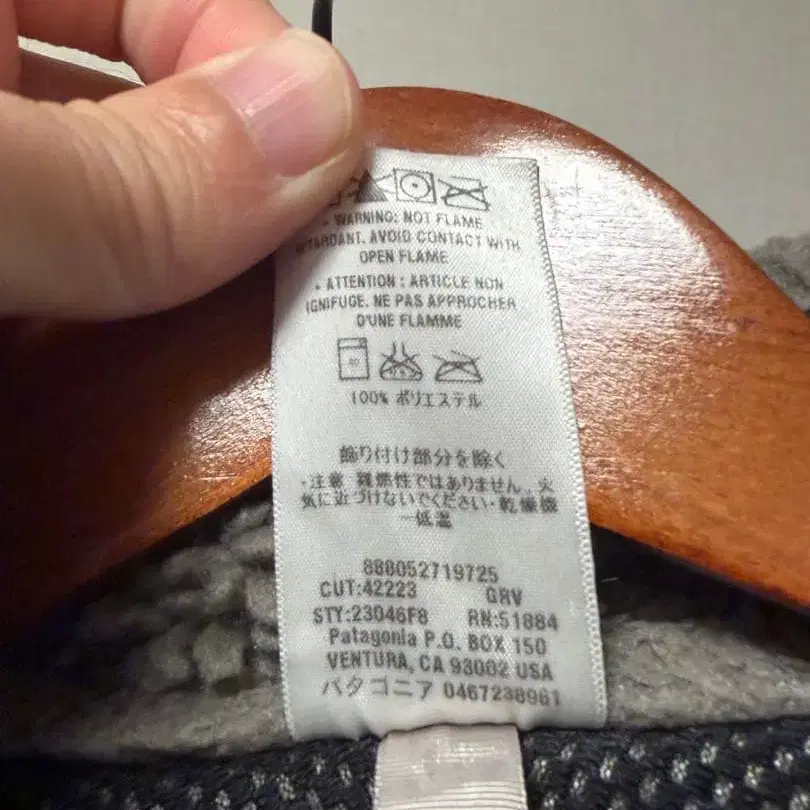 - WARNING: NOT FLAME
RETARDANT. AVOID CONTACT WITH
OPEN FLAME
• ATTENTION : ARTICLE NON
IGNIFUGE. NE PAS APPROCHER
D'UNE FLAMME
40
100% ポリエステル
飾り付け部分を除く
・注意 難燃性ではありません。火
気に近づけないでください・乾燥機
ー低温
888052719725
CUT:42223 GRV
STY:23046F8 RN:51884
Patagonia P.O. BOX 150
VENTURA, CA 93002 USA
パタゴニア 0467238961